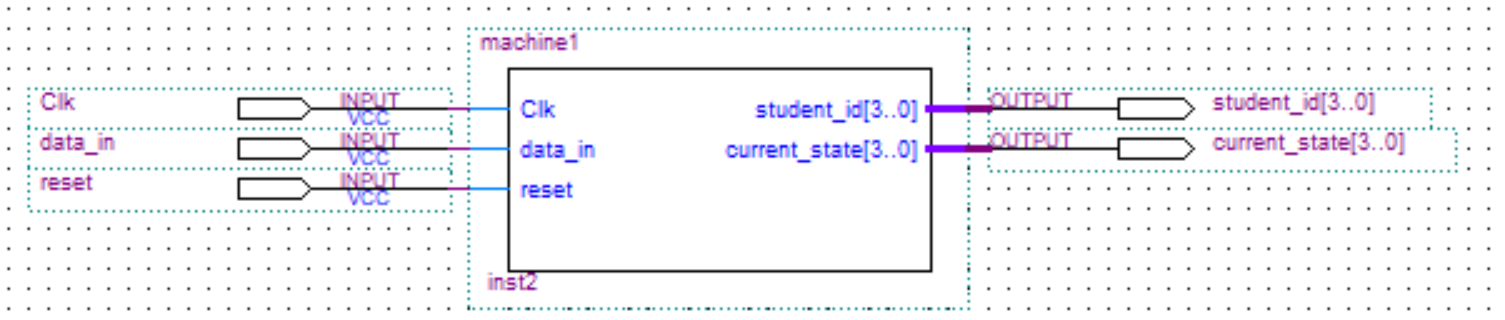 machine1
Clk
INPUT
VCC
Clk
student_id[3..0]
OUTPUT
student_id[3..0]
data_in
INPUT
VCC
data_in
current_state[3..0]
OUTPUT
current_state[3..0]
reset
INPUT
VCC
reset
inst2